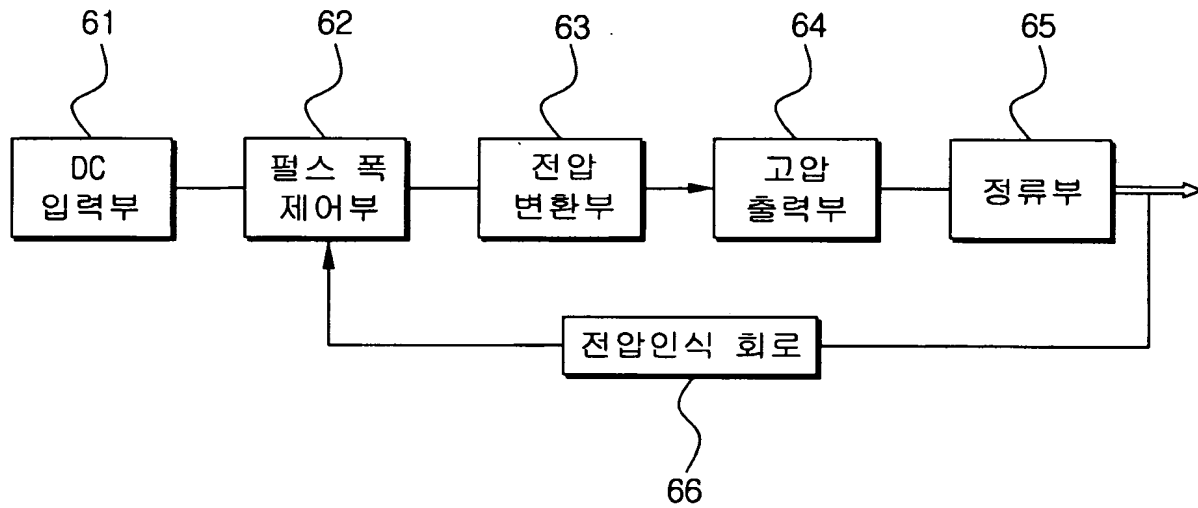 61
62
63
64
65
DC
입력부
펄스 폭
제어부
전압
변환부
고압
출력부
정류부
전압인식 회로
66